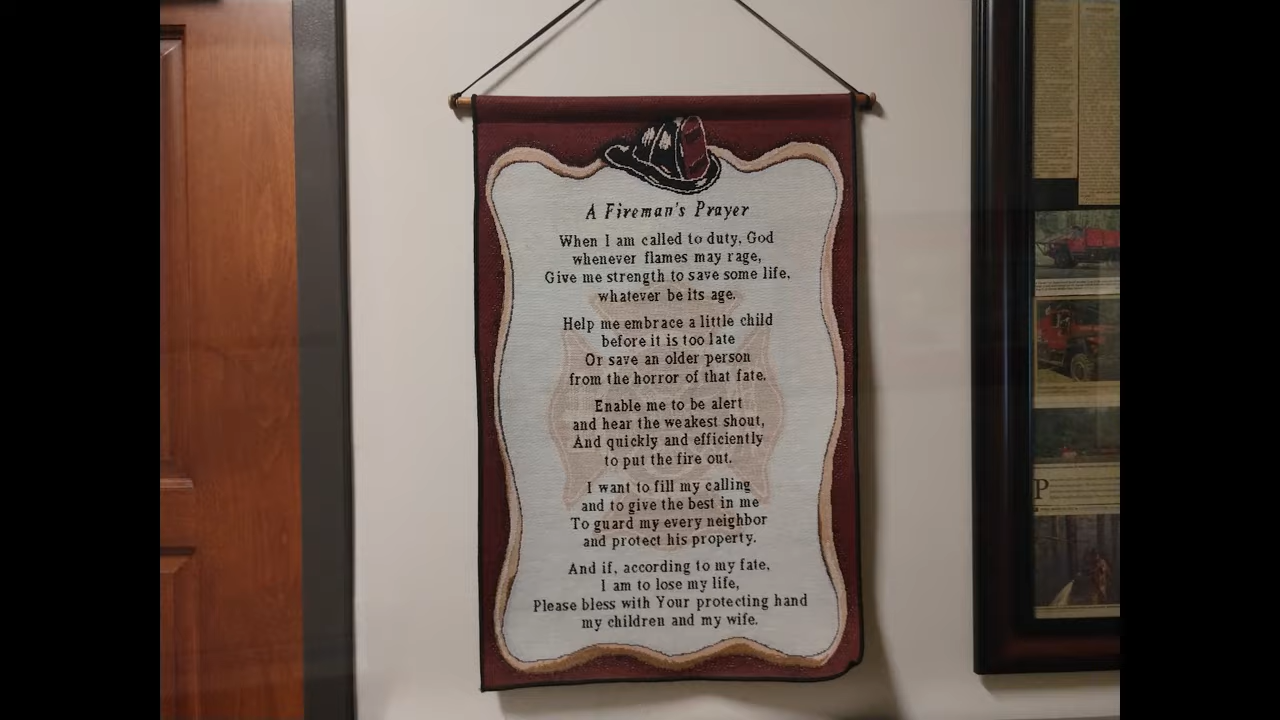 A Fireman's Prayer
When I am called to duty, God
whenever flames may rage,
Give me strength to save some life,
whatever be its age.
Help me embrace a little child
before it is too late
Or save an older person
from the horror of that fate.
Enable me to be alert
and hear the weakest shout,
And quickly and efficiently
to put the fire out.
I want to fill my calling
and to give the best in me
To guard my every neighbor
and protect his property.
And if, according to my fate,
I am to lose my life,
Please bless with Your protecting hand
my children and my wife.
P